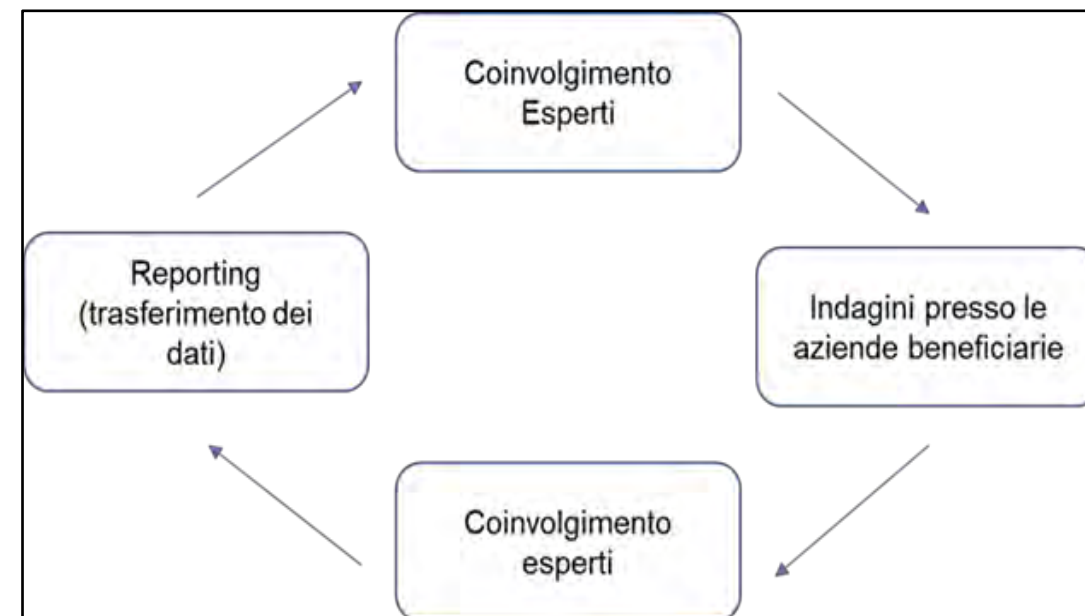 Coinvolgimento
Esperti
Reporting
(trasferimento dei
dati)
Indagini presso le
aziende beneficiarie
Coinvolgimento
esperti